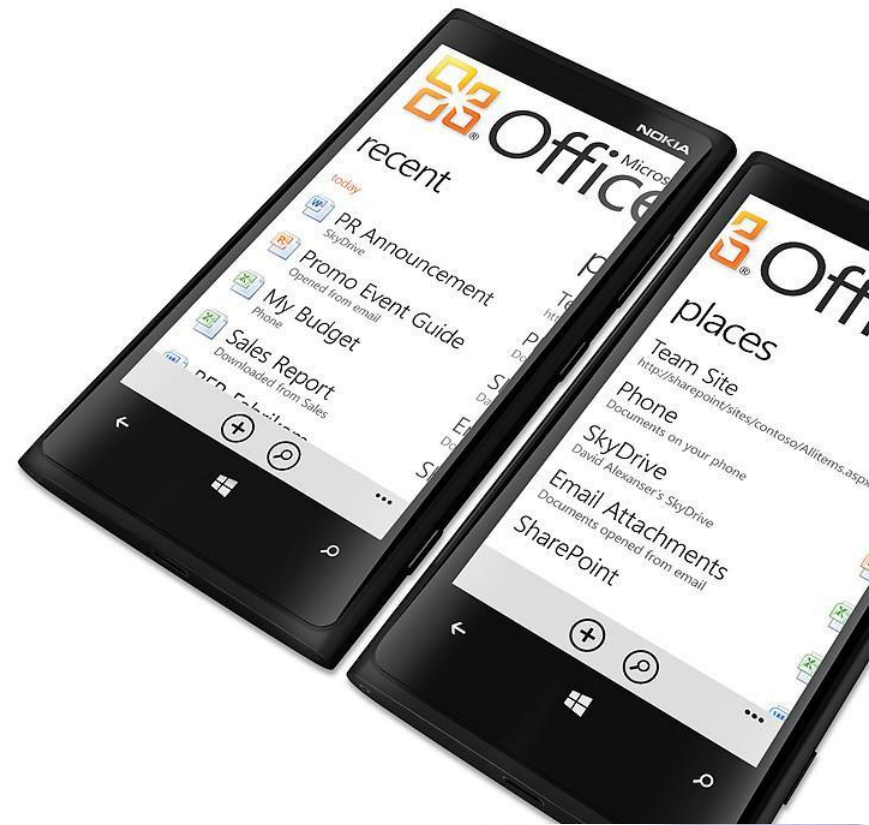 NOKIA
Office
Micros
recent
today
PR Announcement
SkyDrive
Promo Event Guide
Opened from email
My Budget
Phone
Sales Report
Downloaded from Sales
Off
places
Team Site
http://sharepoint/sites/contoso/Allitems.aspx
Phone
Documents on your phone
SkyDrive
David Alexanser's SkyDrive
Email Attachments
Documents opened from email
SharePoint